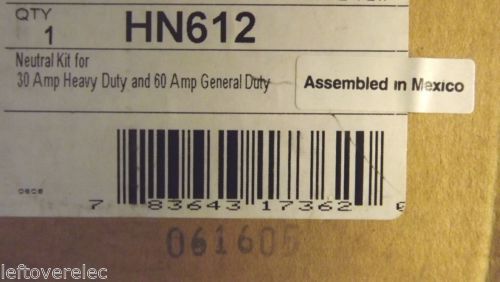 QTY
1
HN612
Neutral Kit for
30 Amp Heavy Duty and 60 Amp General Duty
Assembled in Mexico
0808
7 83643 17362
061605
leftoverelec